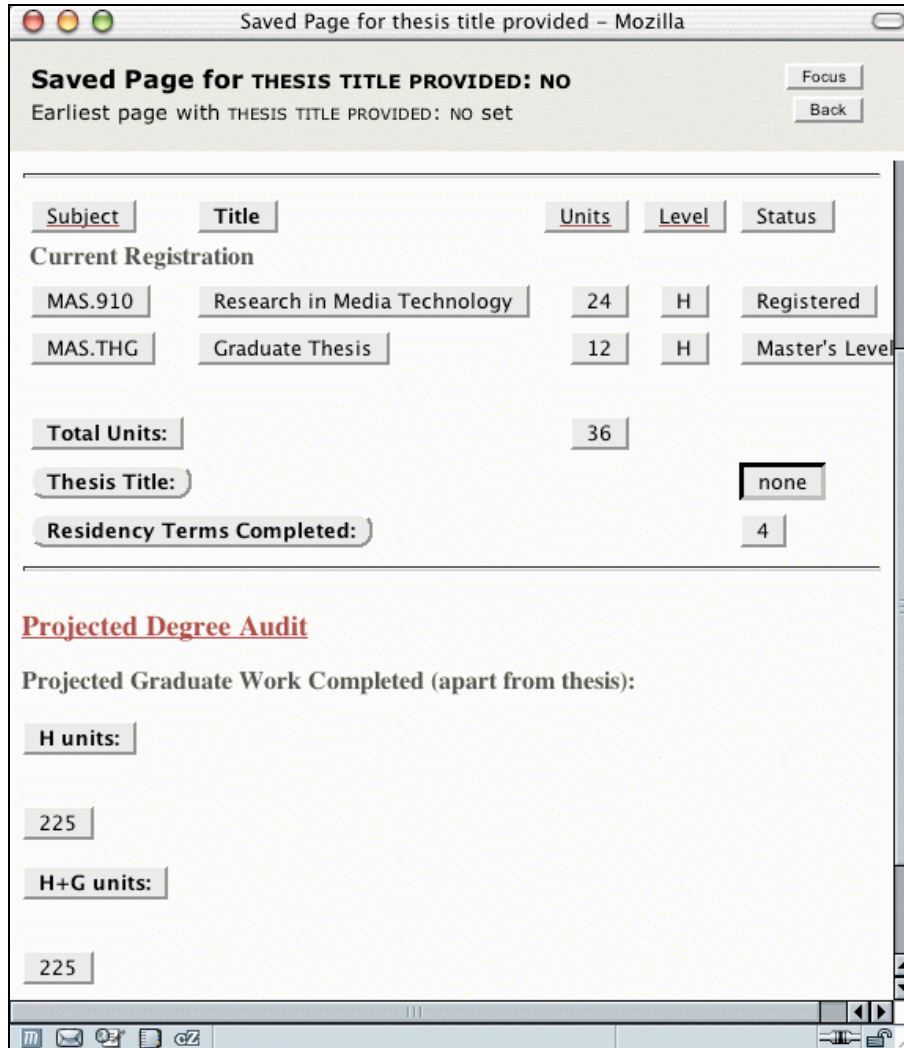 Saved Page for thesis title provided – Mozilla
Saved Page for THESIS TITLE PROVIDED: NO
Focus
Earliest page with THESIS TITLE PROVIDED: NO set
Back
Subject Title Units Level Status
Current Registration
MAS.910 Research in Media Technology 24 H Registered
MAS.THG Graduate Thesis 12 H Master's Level
Total Units: 36
Thesis Title: none
Residency Terms Completed: 4
Projected Degree Audit
Projected Graduate Work Completed (apart from thesis):
H units:
225
H+G units:
225